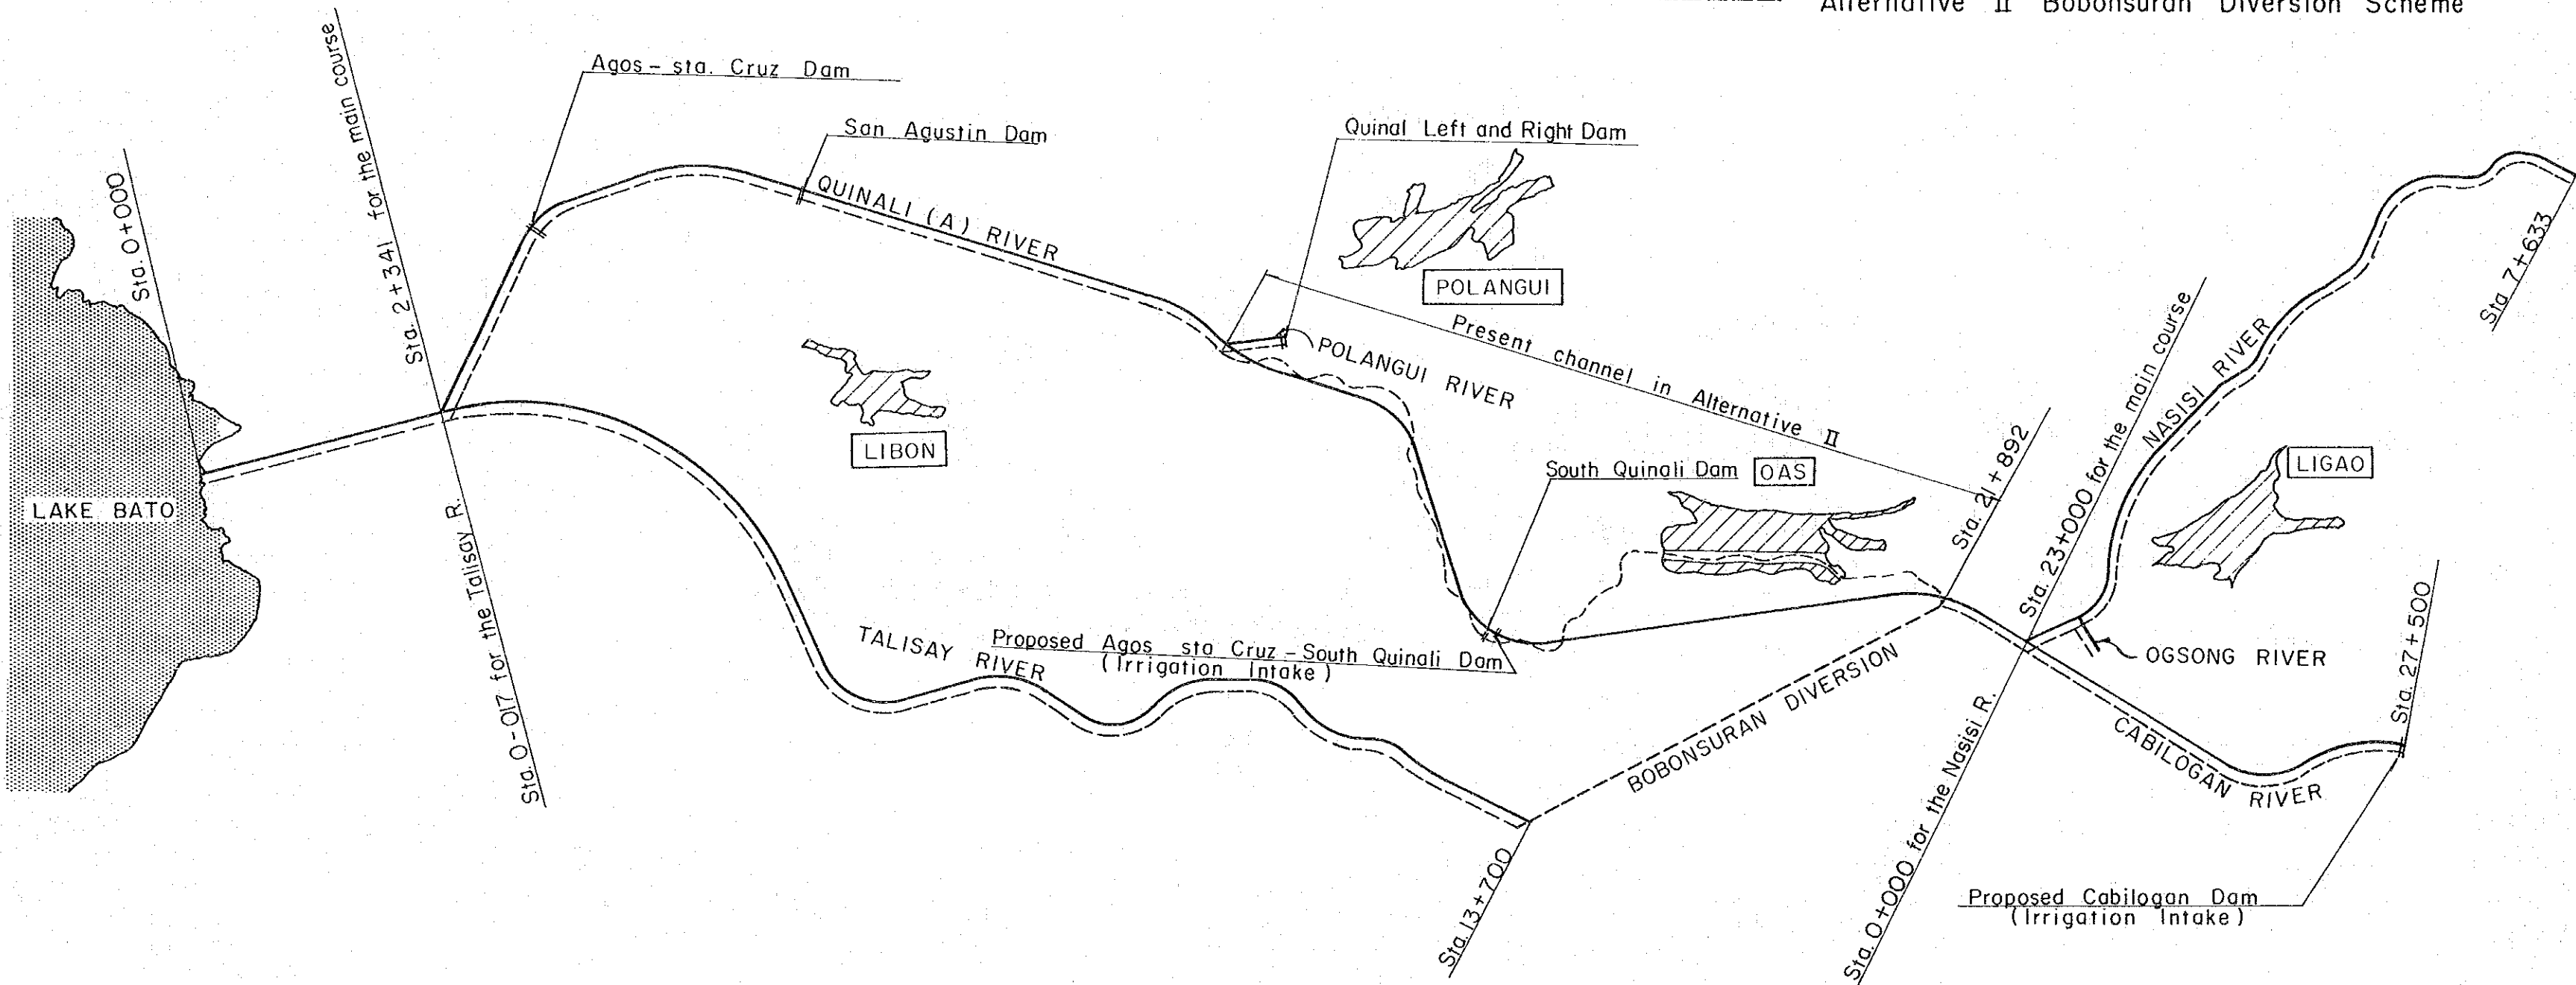 Alternative II Bobonsuran Diversion Scheme
Agos-sta. Cruz Dam
San Agustin Dam
Quinal Left and Right Dam
Sta. 0+000
Sta. 2+341 for the main course
QUINALI (A) RIVER
POLANGUI
Sta 7+633
Present channel in Alternative II
POLANGUI RIVER
NASISI RIVER
LIBON
South Quinali Dam
OAS
Sta. 21+892
Sta. 23+000 for the main course
LIGAO
LAKE BATO
Sta. 0-017 for the Talisay R.
TALISAY RIVER
Proposed Agos sta Cruz-South Quinali Dam
(Irrigation Intake)
OGSONG RIVER
Sta. 27+500
BOBONSURAN DIVERSION
CABILOGAN RIVER
Sta. 13+700
Sta. 0+000 for the Nasisi R.
Proposed Cabilogan Dam
(Irrigation Intake)